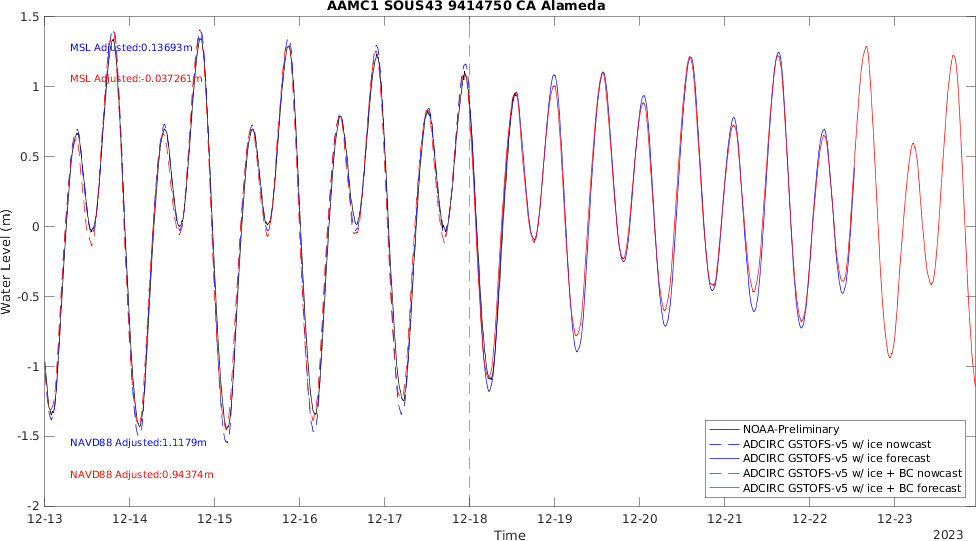 AAMC1 SOUS43 9414750 CA Alameda
1.5
1
0.5
0
-0.5
-1
-1.5
-2
Water Level (m)
MSL Adjusted:0.13693m
MSL Adjusted:-0.037261m
NAVD88 Adjusted:1.1179m
NAVD88 Adjusted:0.94374m
NOAA-Preliminary
ADCIRC GSTOFS-v5 w/ ice nowcast
ADCIRC GSTOFS-v5 w/ ice forecast
ADCIRC GSTOFS-v5 w/ ice + BC nowcast
ADCIRC GSTOFS-v5 w/ ice + BC forecast
12-13 12-14 12-15 12-16 12-17 12-18 12-19 12-20 12-21 12-22 12-23
Time
2023